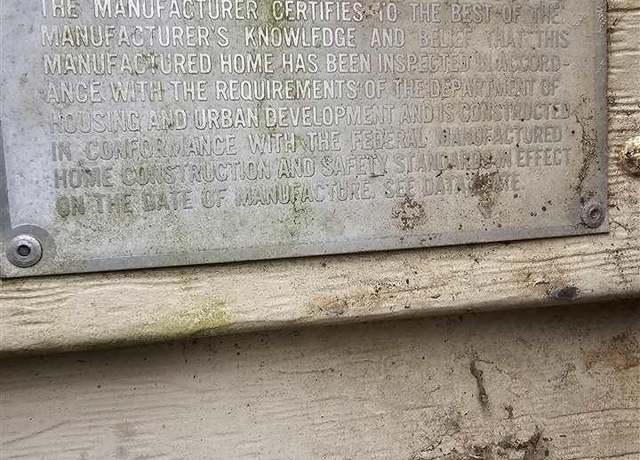 THE MANUFACTURER CERTIFIES TO THE BEST OF THE
MANUFACTURER'S KNOWLEDGE AND BELIEF THAT THIS
MANUFACTURED HOME HAS BEEN INSPECTED IN ACCORD-
ANCE WITH THE REQUIREMENTS OF THE DEPARTMENT OF
HOUSING AND URBAN DEVELOPMENT AND IS CONSTRUCTED
IN CONFORMANCE WITH THE FEDERAL MANUFACTURED
HOME CONSTRUCTION AND SAFETY STANDARDS IN EFFECT
ON THE DATE OF MANUFACTURE. SEE DATA PLATE.